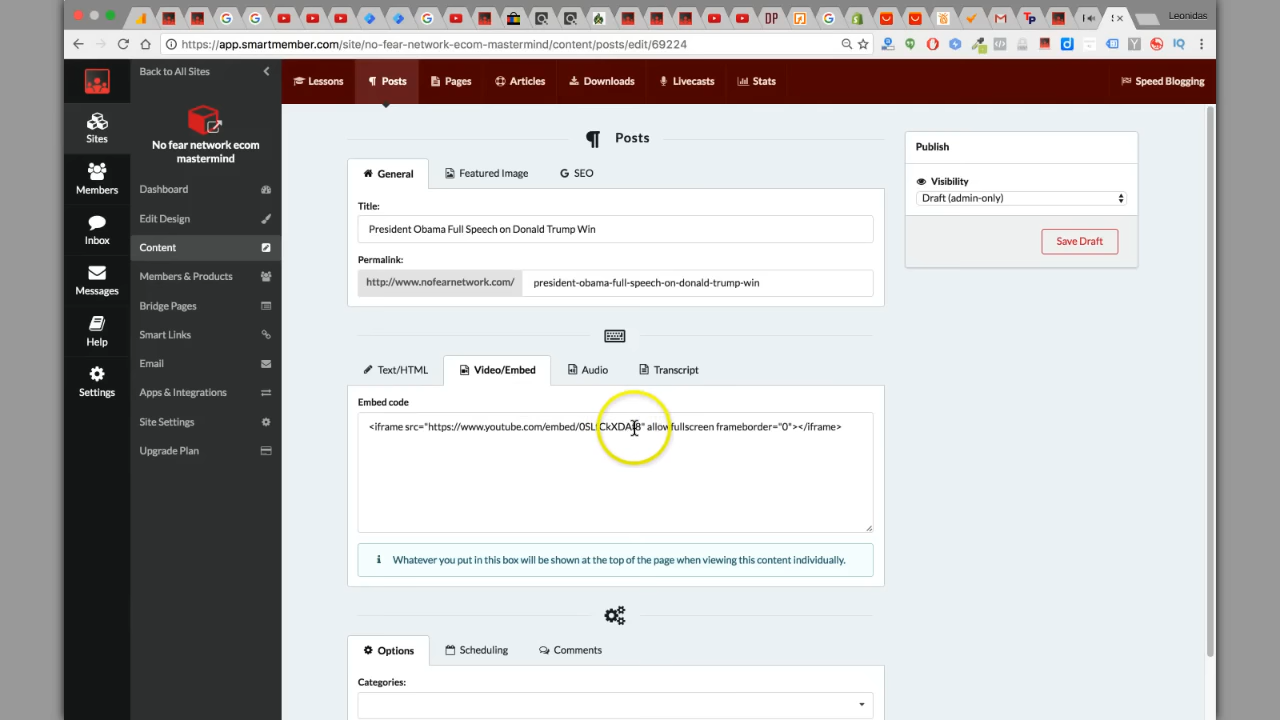 Leonidas
https://app.smartmember.com/site/no-fear-network-ecom-mastermind/content/posts/edit/69224
Back to All Sites
Lessons
Posts
Pages
Articles
Downloads
Livecasts
Stats
Speed Blogging
Sites
Members
Inbox
Messages
Help
Settings
No fear network ecom
mastermind
Dashboard
Edit Design
Content
Members & Products
Bridge Pages
Smart Links
Email
Apps & Integrations
Site Settings
Upgrade Plan
Posts
General
Featured Image
SEO
Title:
President Obama Full Speech on Donald Trump Win
Permalink:
http://www.nofearnetwork.com/
president-obama-full-speech-on-donald-trump-win
Publish
Visibility
Draft (admin-only)
Save Draft
Text/HTML
Video/Embed
Audio
Transcript
Embed code
<iframe src="https://www.youtube.com/embed/ allowfullscreen frameborder="0"></iframe>
Whatever you put in this box will be shown at the top of the page when viewing this content individually.
Options
Scheduling
Comments
Categories: